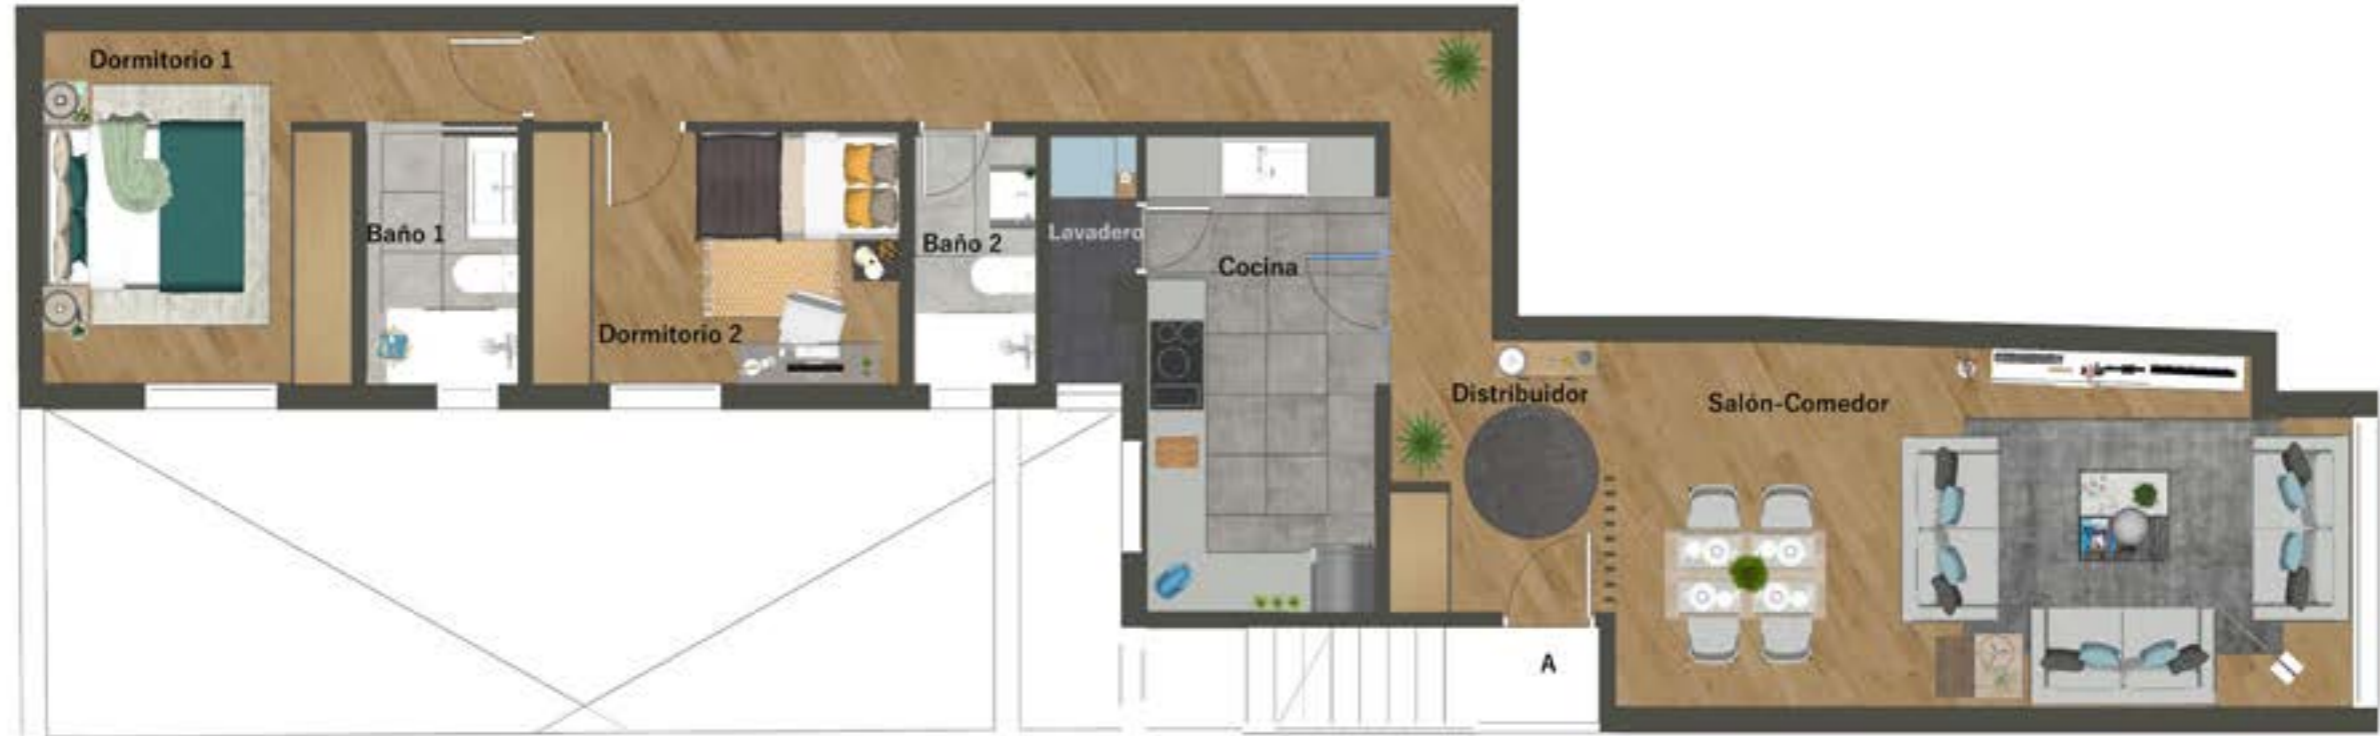 Dormitorio 1
Baño 1
Dormitorio 2
Baño 2
Lavadero
Cocina
Distribuidor
Salón-Comedor
A